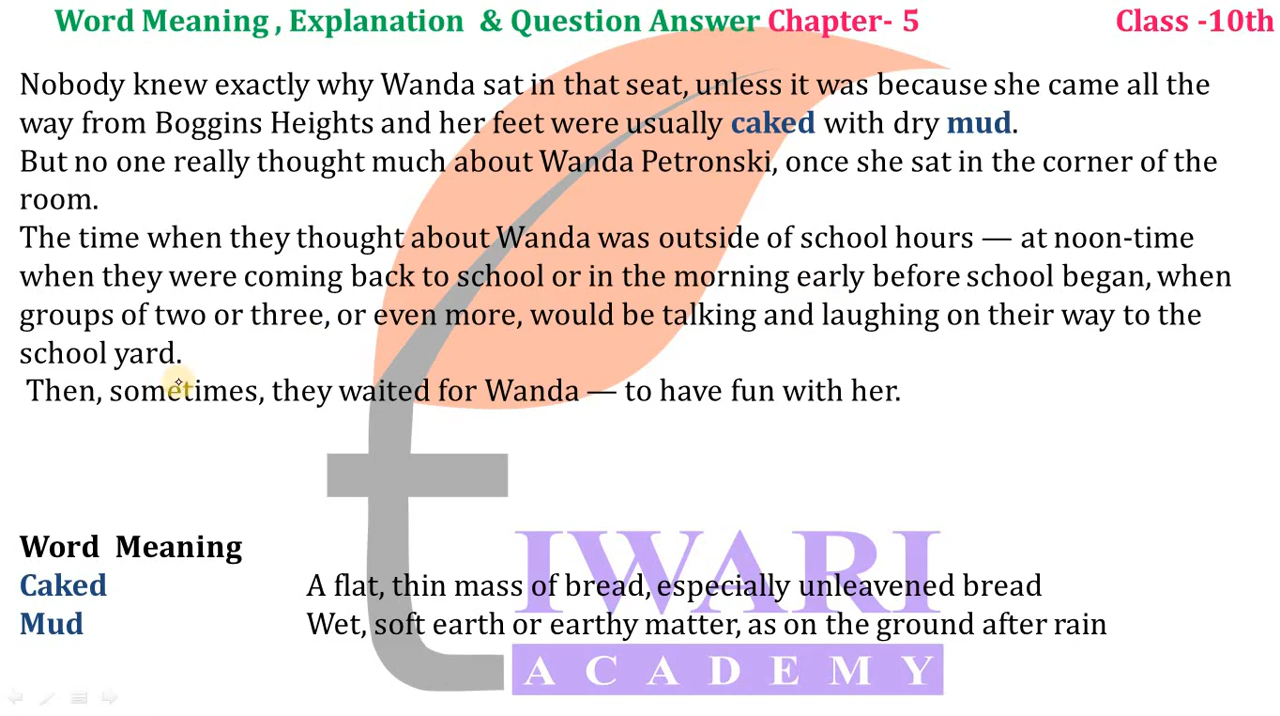 Word Meaning , Explanation & Question Answer Chapter- 5 Class -10th
Nobody knew exactly why Wanda sat in that seat, unless it was because she came all the
way from Boggins Heights and her feet were usually caked with dry mud.
But no one really thought much about Wanda Petronski, once she sat in the corner of the
room.
The time when they thought about Wanda was outside of school hours — at noon-time
when they were coming back to school or in the morning early before school began, when
groups of two or three, or even more, would be talking and laughing on their way to the
school yard.
Then, sometimes, they waited for Wanda — to have fun with her.
Word Meaning
Caked A flat, thin mass of bread, especially unleavened bread
Mud Wet, soft earth or earthy matter, as on the ground after rain
tIWARI
ACADEMY